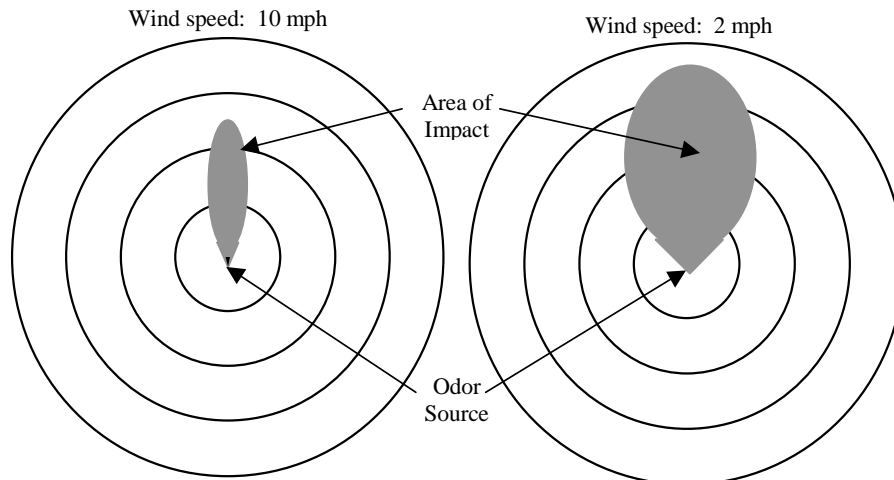 Wind speed: 10 mph
Wind speed: 2 mph
Area of
Impact
Odor
Source